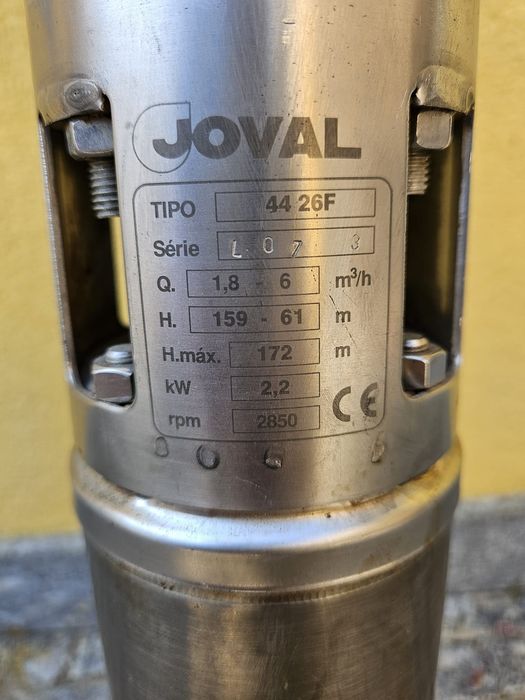 JOVAL
TIPO 44 26F
Série L 07 3
Q. 1,8 - 6 m³/h
H. 159 - 61 m
H.máx. 172 m
kW 2,2
rpm 2850 CE